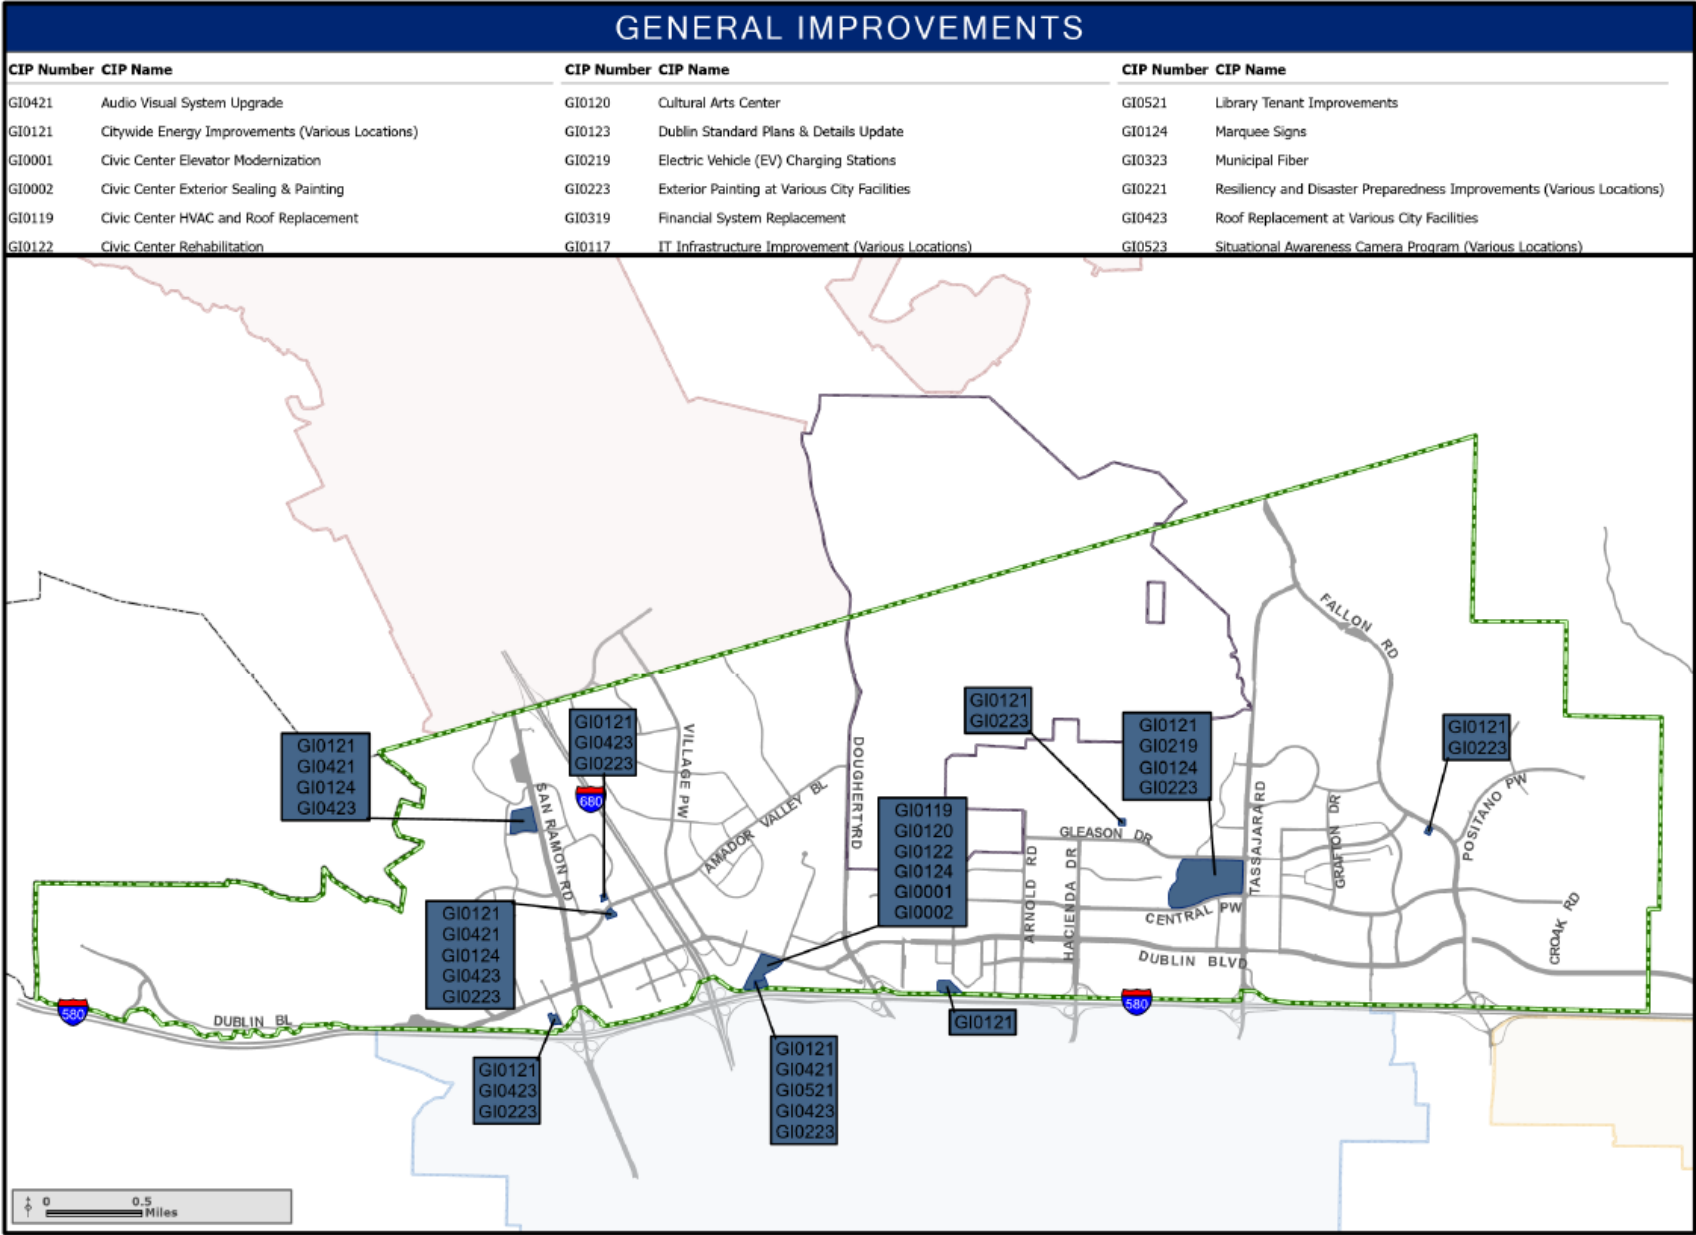 GENERAL IMPROVEMENTS
CIP Number CIP Name
GI0421 Audio Visual System Upgrade
GI0121 Citywide Energy Improvements (Various Locations)
GI0001 Civic Center Elevator Modernization
GI0002 Civic Center Exterior Sealing & Painting
GI0119 Civic Center HVAC and Roof Replacement
GI0122 Civic Center Rehabilitation
CIP Number CIP Name
GI0120 Cultural Arts Center
GI0123 Dublin Standard Plans & Details Update
GI0219 Electric Vehicle (EV) Charging Stations
GI0223 Exterior Painting at Various City Facilities
GI0319 Financial System Replacement
GI0117 IT Infrastructure Improvement (Various Locations)
CIP Number CIP Name
GI0521 Library Tenant Improvements
GI0124 Marquee Signs
GI0323 Municipal Fiber
GI0221 Resiliency and Disaster Preparedness Improvements (Various Locations)
GI0423 Roof Replacement at Various City Facilities
GI0523 Situational Awareness Camera Program (Various Locations)
FALLON RD
GI0121
GI0223
GI0121
GI0423
GI0223
GI0121
GI0219
GI0124
GI0223
GI0121
GI0223
GI0121
GI0421
GI0124
GI0423
680
SAN RAMON RD
VILLAGE PW
AMADOR VALLEY BL
DOUGHERTY RD
GI0119
GI0120
GI0122
GI0124
GI0001
GI0002
GLEASON DR
ARNOLD RD
HACIENDA DR
TASSAJARA RD
GRAFTON DR
POSITANO PW
CROAK RD
CENTRAL PW
DUBLIN BLVD
GI0121
GI0421
GI0124
GI0423
GI0223
580
DUBLIN BL
580
GI0121
GI0121
GI0423
GI0223
GI0121
GI0421
GI0521
GI0423
GI0223
0 0.5
Miles